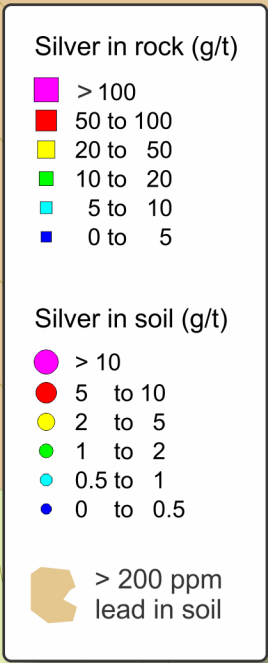 Silver in rock (g/t)
> 100
50 to 100
20 to 50
10 to 20
5 to 10
0 to 5
Silver in soil (g/t)
> 10
5 to 10
2 to 5
1 to 2
0.5 to 1
0 to 0.5
> 200 ppm
lead in soil